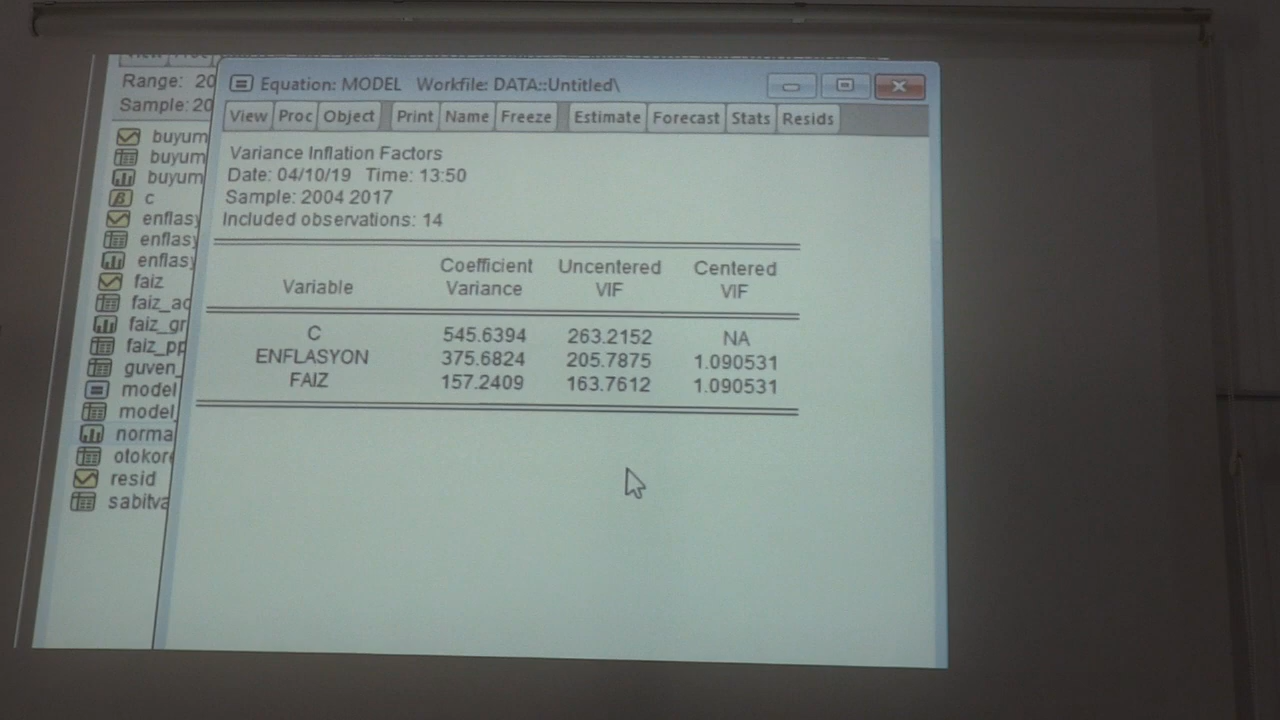 Range: 20
Sample: 20
buyum
buyum
buyum
c
enflasy
enflasy
enflasy
faiz
faiz_ac
faiz_gr
faiz_pp
guven_
model
model_
norma
otokore
resid
sabitva
Equation: MODEL Workfile: DATA::Untitled\
View Proc Object Print Name Freeze Estimate Forecast Stats Resids
Variance Inflation Factors
Date: 04/10/19 Time: 13:50
Sample: 2004 2017
Included observations: 14
Coefficient Uncentered Centered
Variable Variance VIF VIF
C 545.6394 263.2152 NA
ENFLASYON 375.6824 205.7875 1.090531
FAIZ 157.2409 163.7612 1.090531